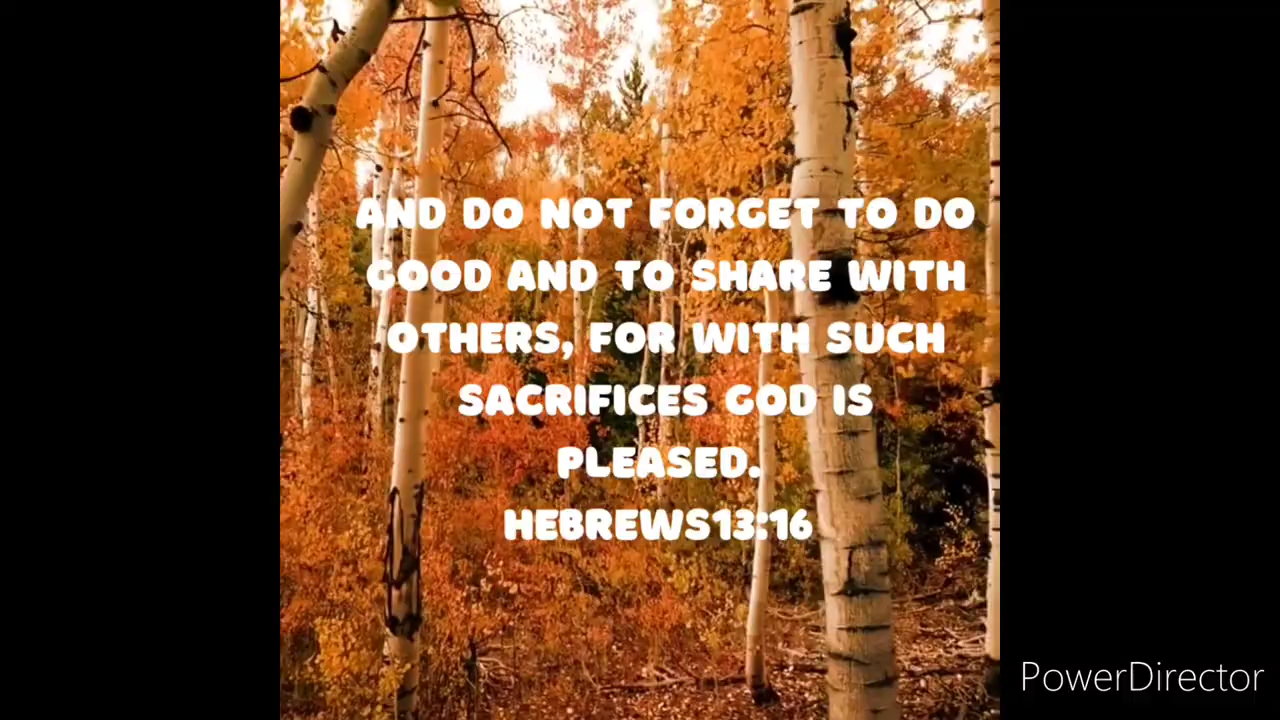 AND DO NOT FORGET TO DO
GOOD AND TO SHARE WITH
OTHERS, FOR WITH SUCH
SACRIFICES GOD IS
PLEASED.
HEBREWS13:16
PowerDirector